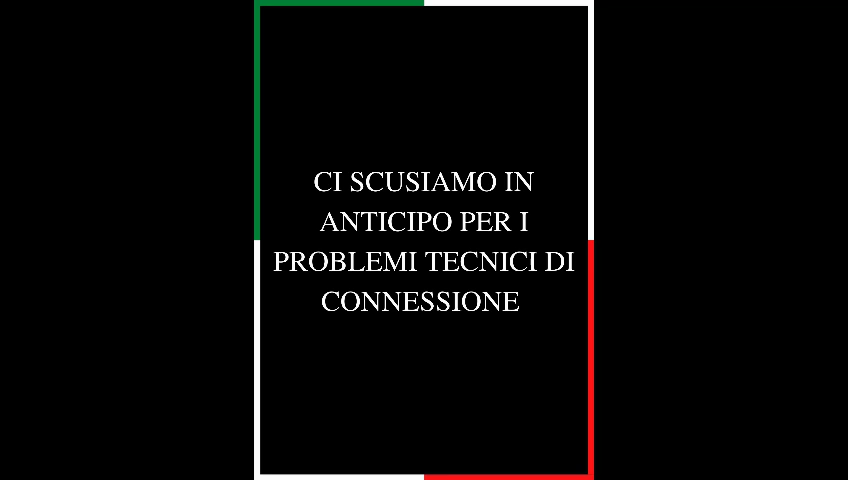 CI SCUSIAMO IN
ANTICIPO PER I
PROBLEMI TECNICI DI
CONNESSIONE